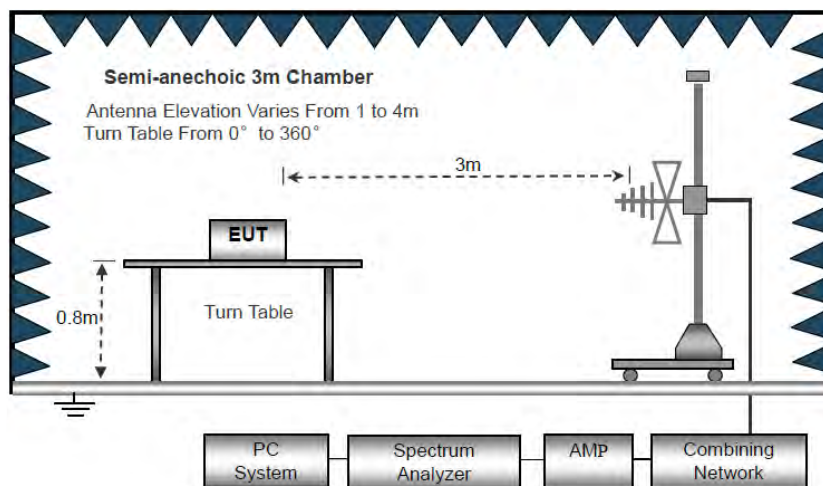 Semi-anechoic 3m Chamber
Antenna Elevation Varies From 1 to 4m
Turn Table From 0° to 360°
3m
EUT
0.8m
Turn Table
PC
System
Spectrum
Analyzer
AMP
Combining
Network